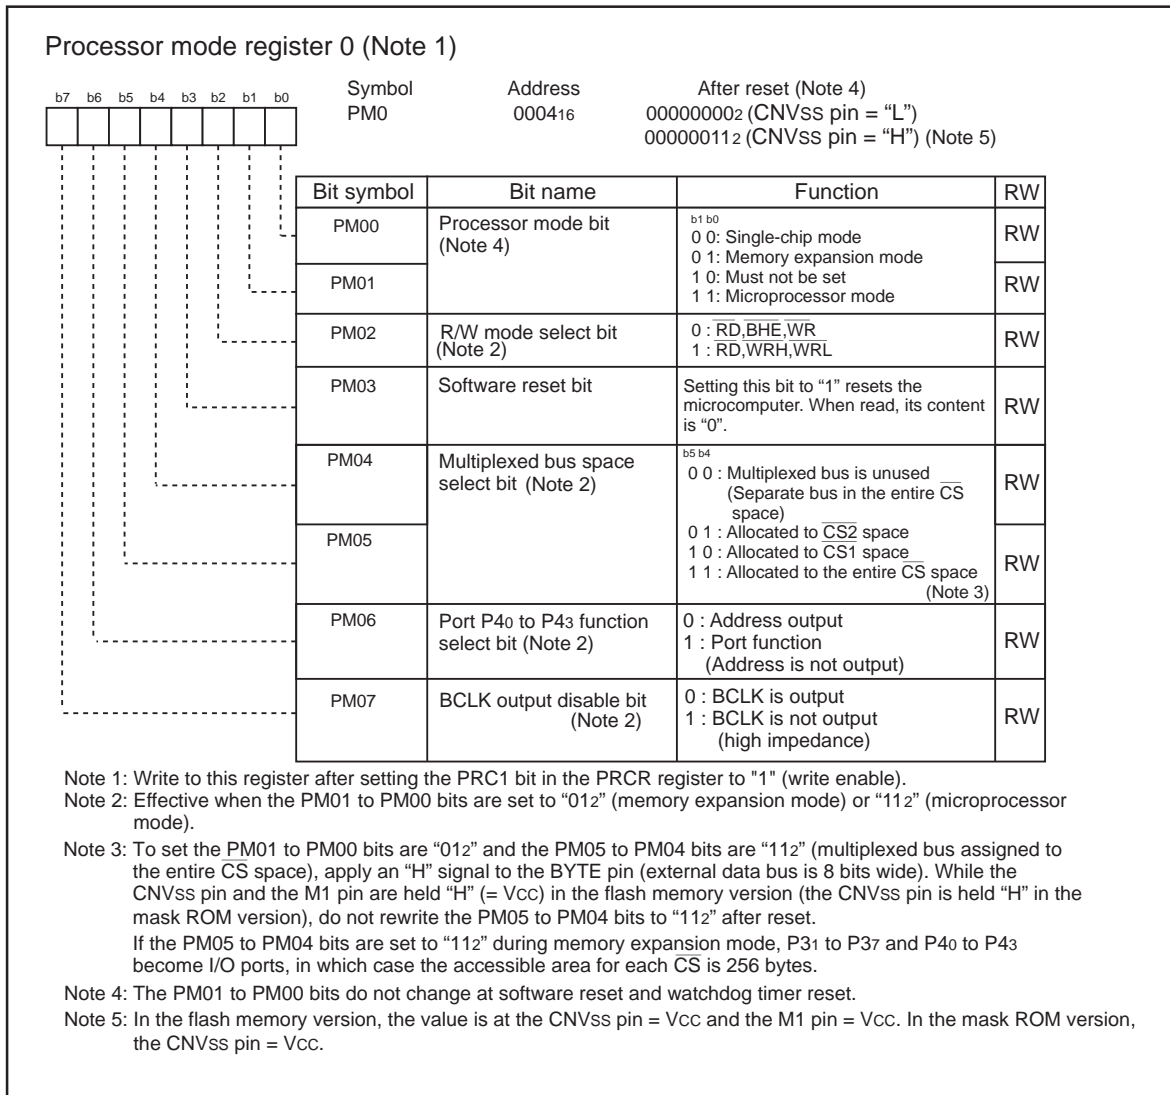 Processor mode register 0 (Note 1)
b7 b6 b5 b4 b3 b2 b1 b0
Symbol Address After reset (Note 4)
PM0 000416 000000002 (CNVSS pin = “L”)
000000112 (CNVSS pin = “H”) (Note 5)
Bit symbol Bit name Function RW
PM00 Processor mode bit
(Note 4)
b1 b0
0 0: Single-chip mode
0 1: Memory expansion mode
1 0: Must not be set
1 1: Microprocessor mode
RW
PM01
RW
PM02 R/W mode select bit
(Note 2)
0 : RD,BHE,WR
1 : RD,WRH,WRL
RW
PM03 Software reset bit
Setting this bit to “1” resets the
microcomputer. When read, its content
is “0”.
RW
PM04 Multiplexed bus space
select bit (Note 2)
b5 b4
0 0 : Multiplexed bus is unused
(Separate bus in the entire CS
space)
0 1 : Allocated to CS2 space
1 0 : Allocated to CS1 space
1 1 : Allocated to the entire CS space
(Note 3)
RW
PM05
RW
PM06 Port P40 to P43 function
select bit (Note 2)
0 : Address output
1 : Port function
(Address is not output)
RW
PM07 BCLK output disable bit
(Note 2)
0 : BCLK is output
1 : BCLK is not output
(high impedance)
RW
Note 1: Write to this register after setting the PRC1 bit in the PRCR register to "1" (write enable).
Note 2: Effective when the PM01 to PM00 bits are set to “012” (memory expansion mode) or “112” (microprocessor
mode).
Note 3: To set the PM01 to PM00 bits are “012” and the PM05 to PM04 bits are “112” (multiplexed bus assigned to
the entire CS space), apply an “H” signal to the BYTE pin (external data bus is 8 bits wide). While the
CNVSS pin and the M1 pin are held “H” (= VCC) in the flash memory version (the CNVSS pin is held “H” in the
mask ROM version), do not rewrite the PM05 to PM04 bits to “112” after reset.
If the PM05 to PM04 bits are set to “112” during memory expansion mode, P31 to P37 and P40 to P43
become I/O ports, in which case the accessible area for each CS is 256 bytes.
Note 4: The PM01 to PM00 bits do not change at software reset and watchdog timer reset.
Note 5: In the flash memory version, the value is at the CNVSS pin = VCC and the M1 pin = VCC. In the mask ROM version,
the CNVSS pin = VCC.